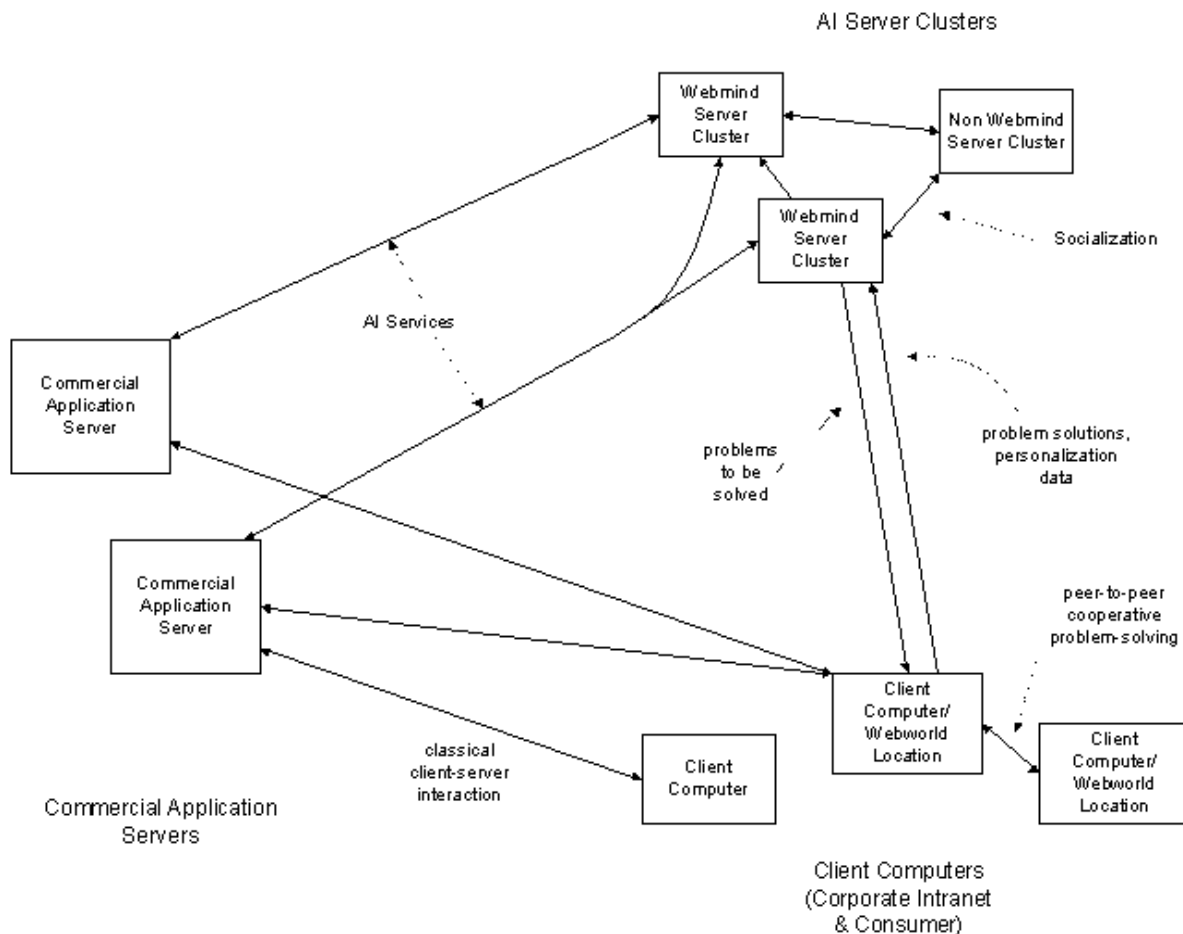 AI Server Clusters
Webmind
Server
Cluster
Non Webmind
Server Cluster
Webmind
Server
Cluster
Socialization
AI Services
Commercial
Application
Server
problems
to be
solved
problem solutions,
personalization
data
Commercial
Application
Server
peer-to-peer
cooperative
problem-solving
Client
Computer/
Webworld
Location
classical
client-server
interaction
Client
Computer
Client
Computer/
Webworld
Location
Commercial Application
Servers
Client Computers
(Corporate Intranet
& Consumer)